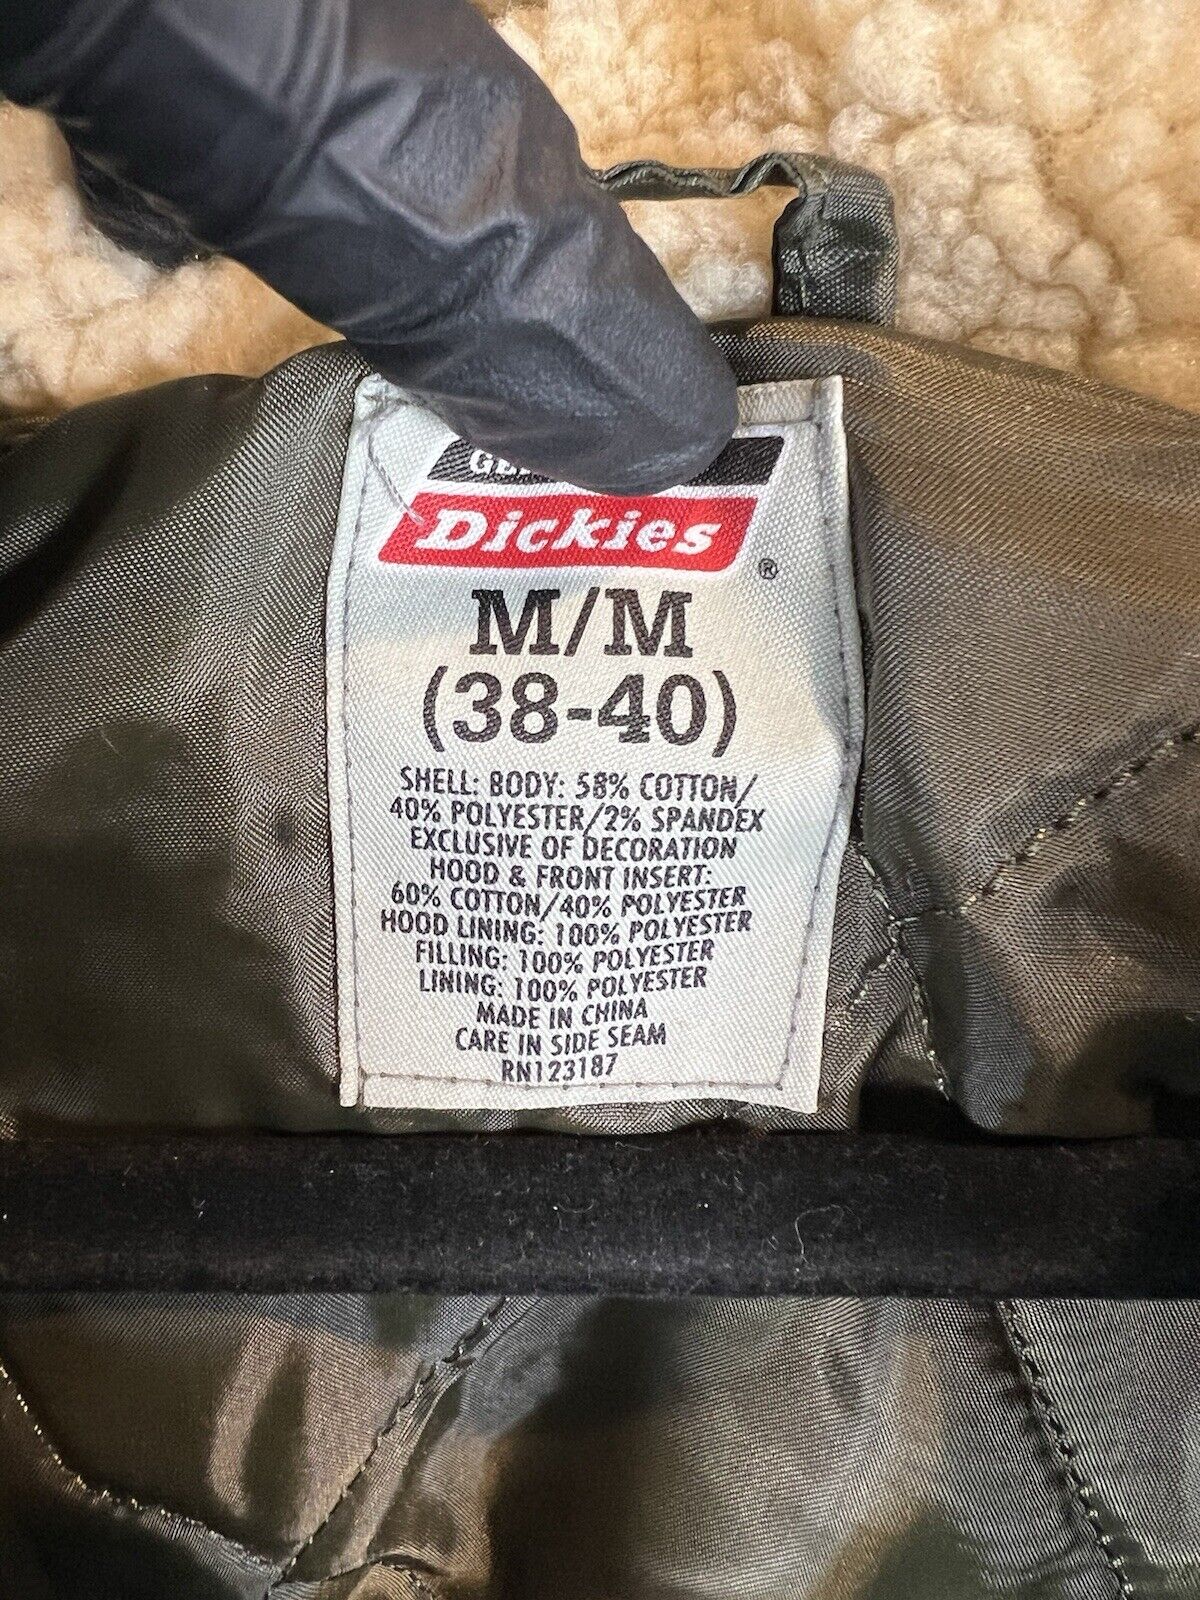 Dickies
®
M/M
(38-40)
SHELL: BODY: 58% COTTON/
40% POLYESTER/2% SPANDEX
EXCLUSIVE OF DECORATION
HOOD & FRONT INSERT:
60% COTTON/40% POLYESTER
HOOD LINING: 100% POLYESTER
FILLING: 100% POLYESTER
LINING: 100% POLYESTER
MADE IN CHINA
CARE IN SIDE SEAM
RN123187